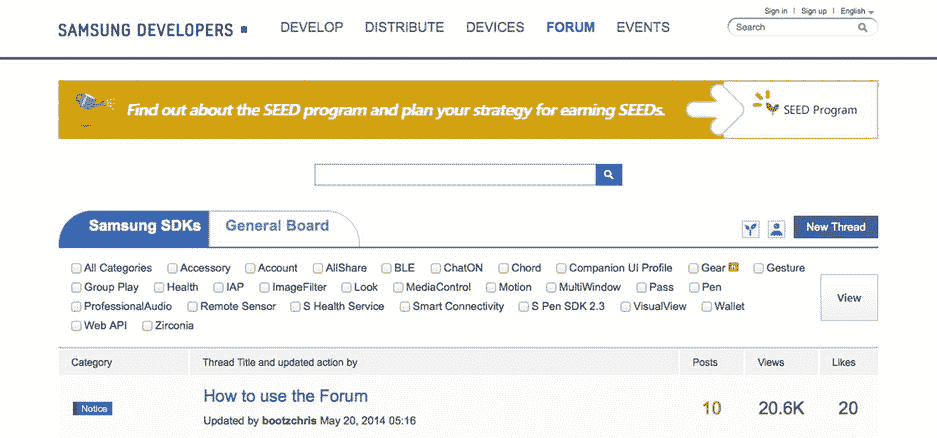 Sign in | Sign up | English
SAMSUNG DEVELOPERS DEVELOP DISTRIBUTE DEVICES FORUM EVENTS Search
Find out about the SEED program and plan your strategy for earning SEEDs. SEED Program
Samsung SDKs General Board New Thread
All Categories Accessory Account AllShare BLE ChatON Chord Companion UI Profile Gear Gesture
Group Play Health IAP ImageFilter Look MediaControl Motion MultiWindow Pass Pen
View
ProfessionalAudio Remote Sensor S Health Service Smart Connectivity S Pen SDK 2.3 VisualView Wallet
Web API Zirconia
Category Thread Title and updated action by Posts Views Likes
How to use the Forum
Notice 10 20.6K 20
Updated by bootzchris May 20, 2014 05:16